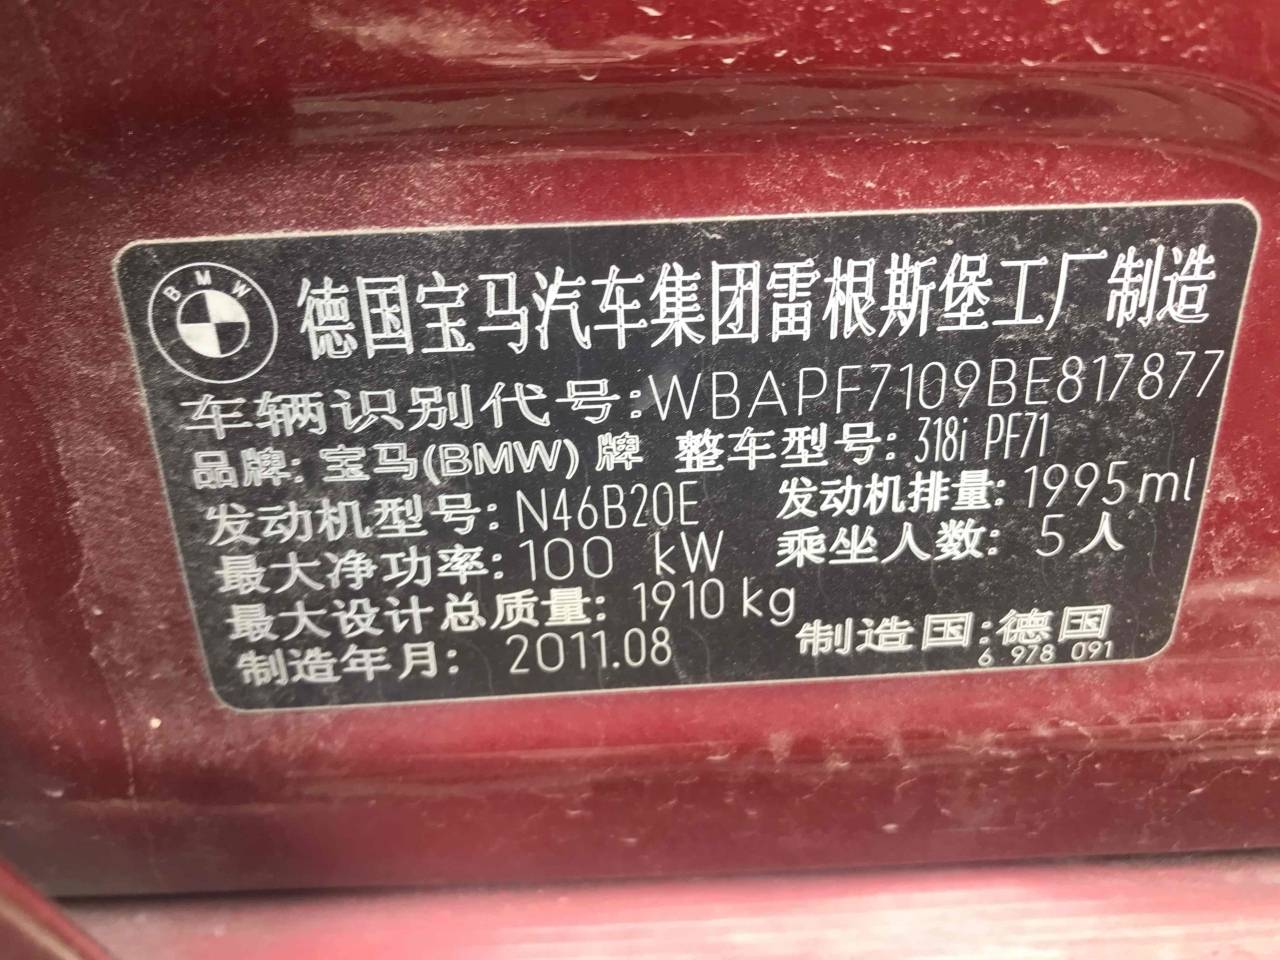 BMW
德国宝马汽车集团雷根斯堡工厂制造
车辆识别代号:WBAPF7109BE817877
品牌: 宝马(BMW)牌 整车型号: 318i PF71
发动机型号: N46B20E 发动机排量: 1995ml
最大净功率: 100 kW 乘坐人数: 5人
最大设计总质量: 1910kg
制造年月: 2011.08 制造国:德国
6 978 091